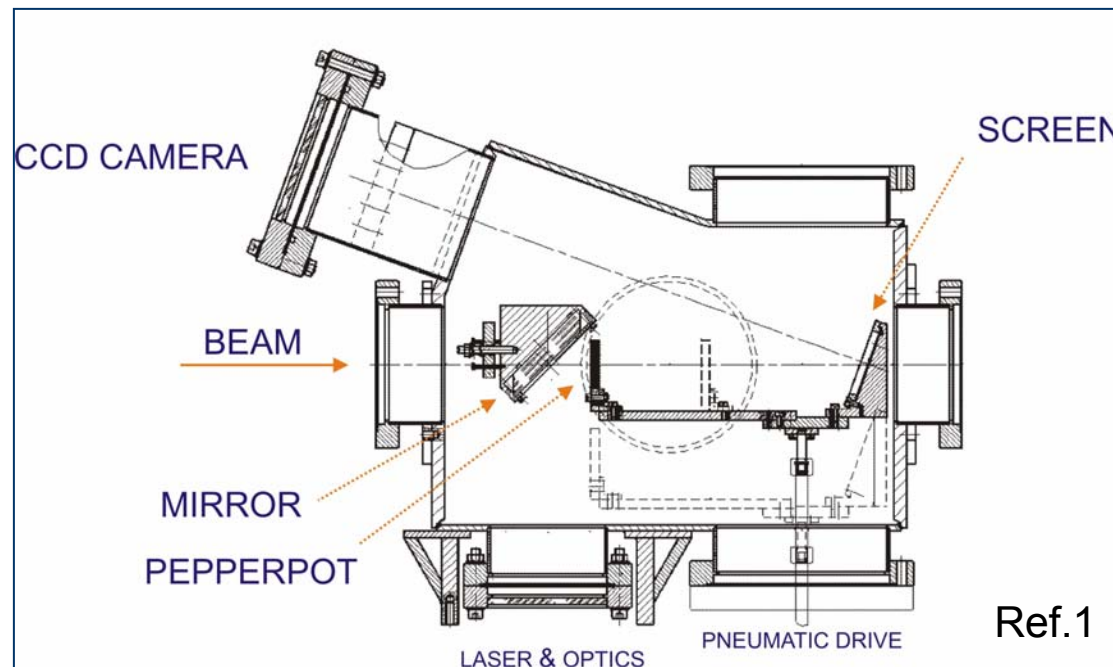 CCD CAMERA
SCREEN
BEAM
MIRROR
PEPPERPOT
LASER & OPTICS
PNEUMATIC DRIVE
Ref.1